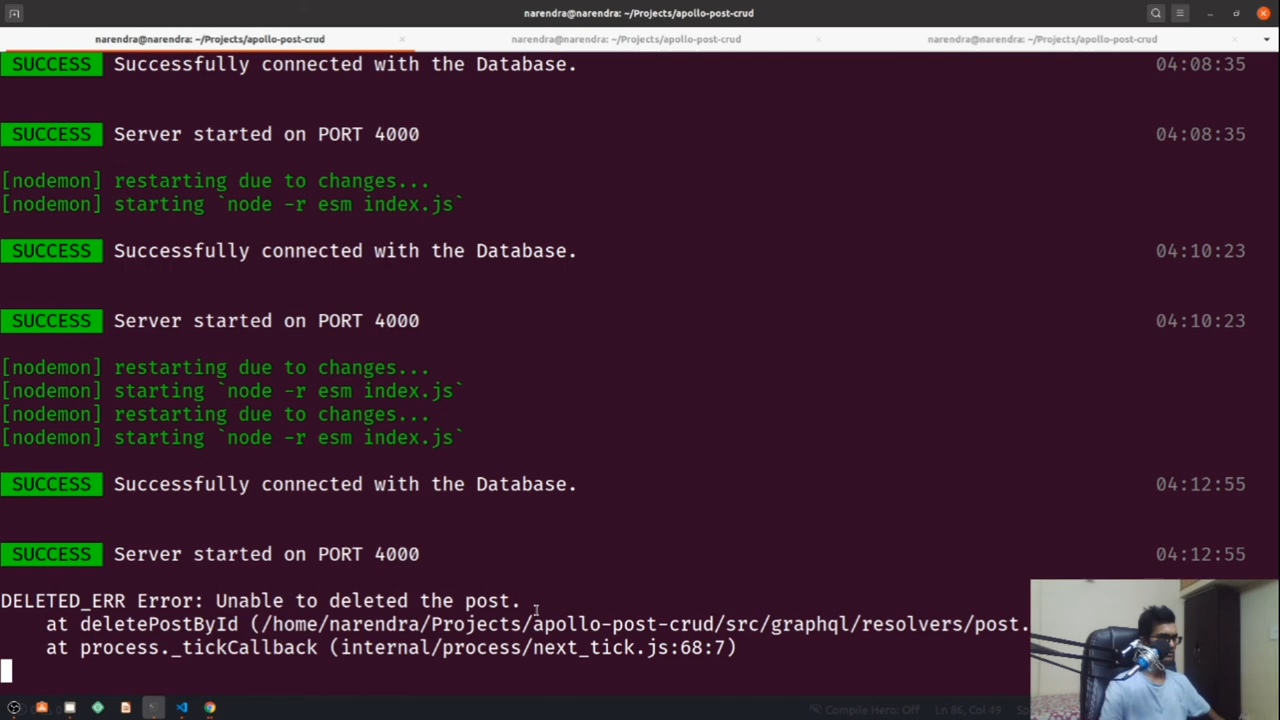 narendra@narendra: ~/Projects/apollo-post-crud
narendra@narendra: ~/Projects/apollo-post-crud
narendra@narendra: ~/Projects/apollo-post-crud
narendra@narendra: ~/Projects/apollo-post-crud
SUCCESS Successfully connected with the Database. 04:08:35
SUCCESS Server started on PORT 4000 04:08:35
[nodemon] restarting due to changes...
[nodemon] starting `node -r esm index.js`
SUCCESS Successfully connected with the Database. 04:10:23
SUCCESS Server started on PORT 4000 04:10:23
[nodemon] restarting due to changes...
[nodemon] starting `node -r esm index.js`
[nodemon] restarting due to changes...
[nodemon] starting `node -r esm index.js`
SUCCESS Successfully connected with the Database. 04:12:55
SUCCESS Server started on PORT 4000 04:12:55
DELETED_ERR Error: Unable to deleted the post.
at deletePostById (/home/narendra/Projects/apollo-post-crud/src/graphql/resolvers/post.
at process._tickCallback (internal/process/next_tick.js:68:7)
Compile Hero: Off Ln 86, Col 49